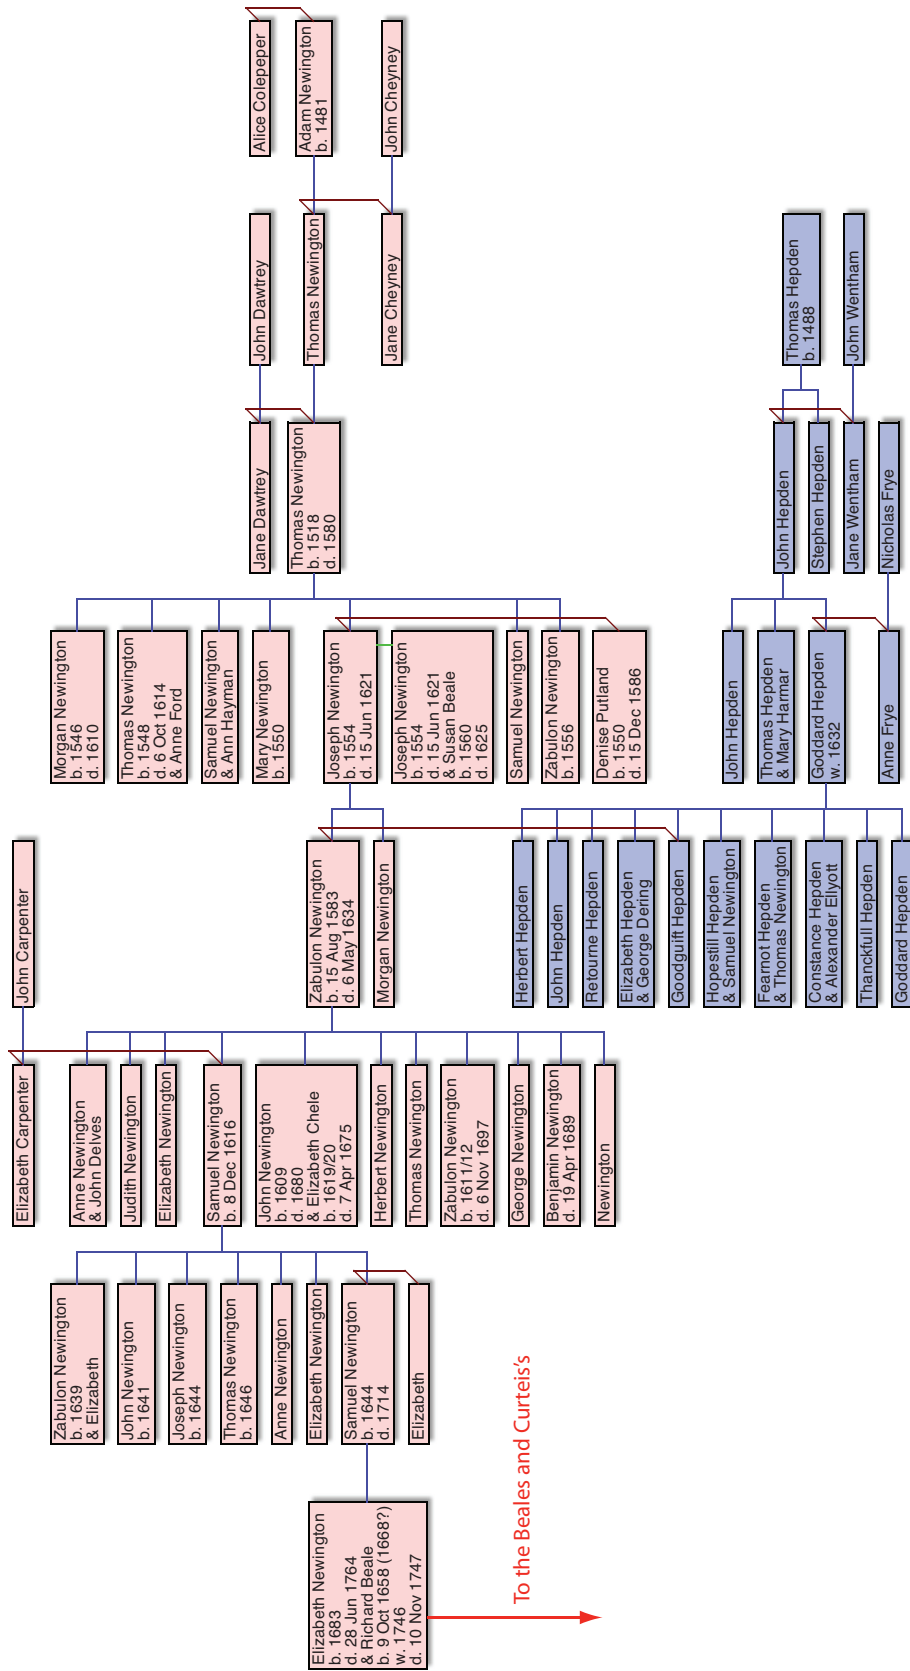 Alice Colepeper
Adam Newington
b. 1481
John Cheyney
John Dawtrey
Thomas Newington
Jane Cheyney
Jane Dawtrey
Thomas Newington
b. 1518
d. 1580
Morgan Newington
b. 1546
d. 1610
Thomas Newington
b. 1548
d. 6 Oct 1614
& Anne Ford
Samuel Newington
& Ann Hayman
Mary Newington
b. 1550
Joseph Newington
b. 1554
d. 15 Jun 1621
Joseph Newington
b. 1554
d. 15 Jun 1621
& Susan Beale
b. 1560
d. 1625
Samuel Newington
Zabulon Newington
b. 1556
Denise Putland
b. 1550
d. 15 Dec 1586
Thomas Hepden
b. 1488
John Wentham
John Hepden
Stephen Hepden
Jane Wentham
Nicholas Frye
John Hepden
Thomas Hepden
& Mary Harmar
Goddard Hepden
w. 1632
Anne Frye
John Carpenter
Zabulon Newington
b. 15 Aug 1583
d. 6 May 1634
Morgan Newington
Herbert Hepden
John Hepden
Retourne Hepden
Elizabeth Hepden
& George Dering
Goodguift Hepden
Hopestill Hepden
& Samuel Newington
Fearnot Hepden
& Thomas Newington
Constance Hepden
& Alexander Ellyott
Thanckfull Hepden
Goddard Hepden
Elizabeth Carpenter
Anne Newington
& John Delves
Judith Newington
Elizabeth Newington
Samuel Newington
b. 8 Dec 1616
John Newington
b. 1609
d. 1680
& Elizabeth Chele
b. 1619/20
d. 7 Apr 1675
Herbert Newington
Thomas Newington
Zabulon Newington
b. 1611/12
d. 6 Nov 1697
George Newington
Benjamin Newington
d. 19 Apr 1689
Newington
Zabulon Newington
b. 1639
& Elizabeth
John Newington
b. 1641
Joseph Newington
b. 1644
Thomas Newington
b. 1646
Anne Newington
Elizabeth Newington
Samuel Newington
b. 1644
d. 1714
Elizabeth
Elizabeth Newington
b. 1683
d. 28 Jun 1764
& Richard Beale
b. 9 Oct 1658 (1668?)
w. 1746
d. 10 Nov 1747
To the Beales and Curteis's